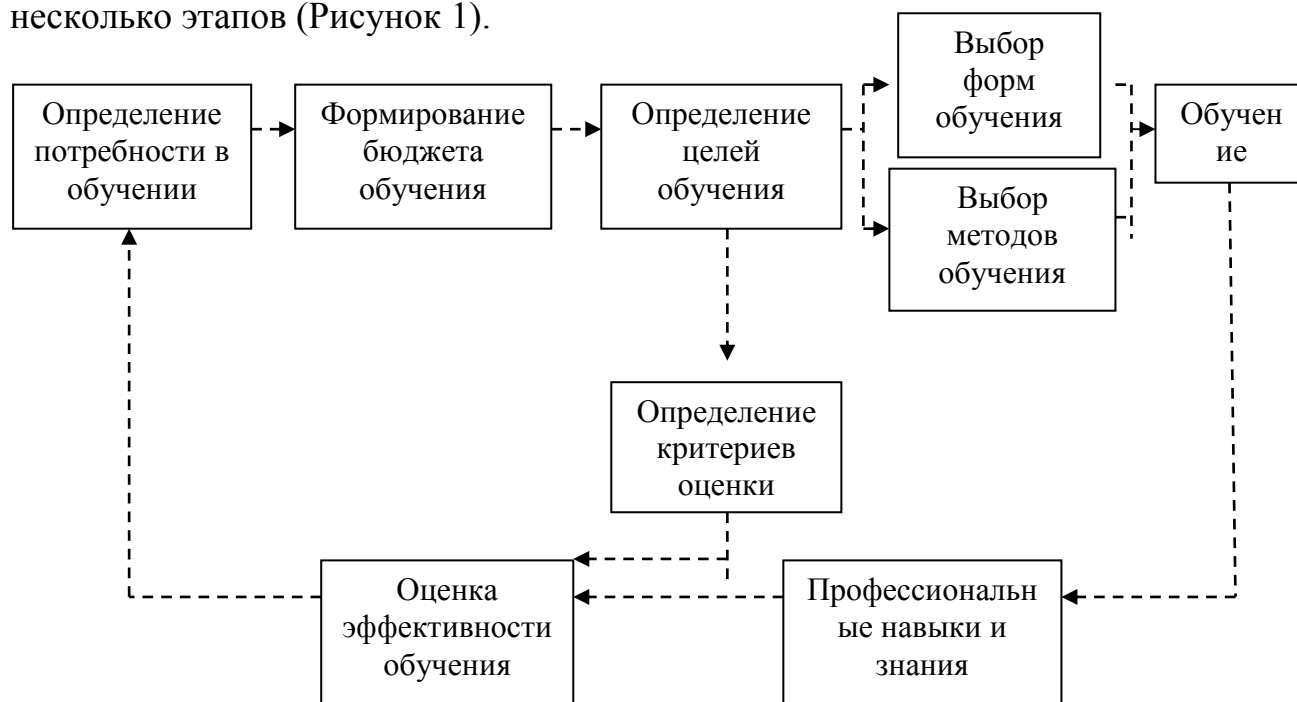 несколько этапов (Рисунок 1).
Определение
потребности в
обучении
Формирование
бюджета
обучения
Определение
целей
обучения
Выбор
форм
обучения
Выбор
методов
обучения
Обучен
ие
Определение
критериев
оценки
Оценка
эффективности
обучения
Профессиональн
ые навыки и
знания